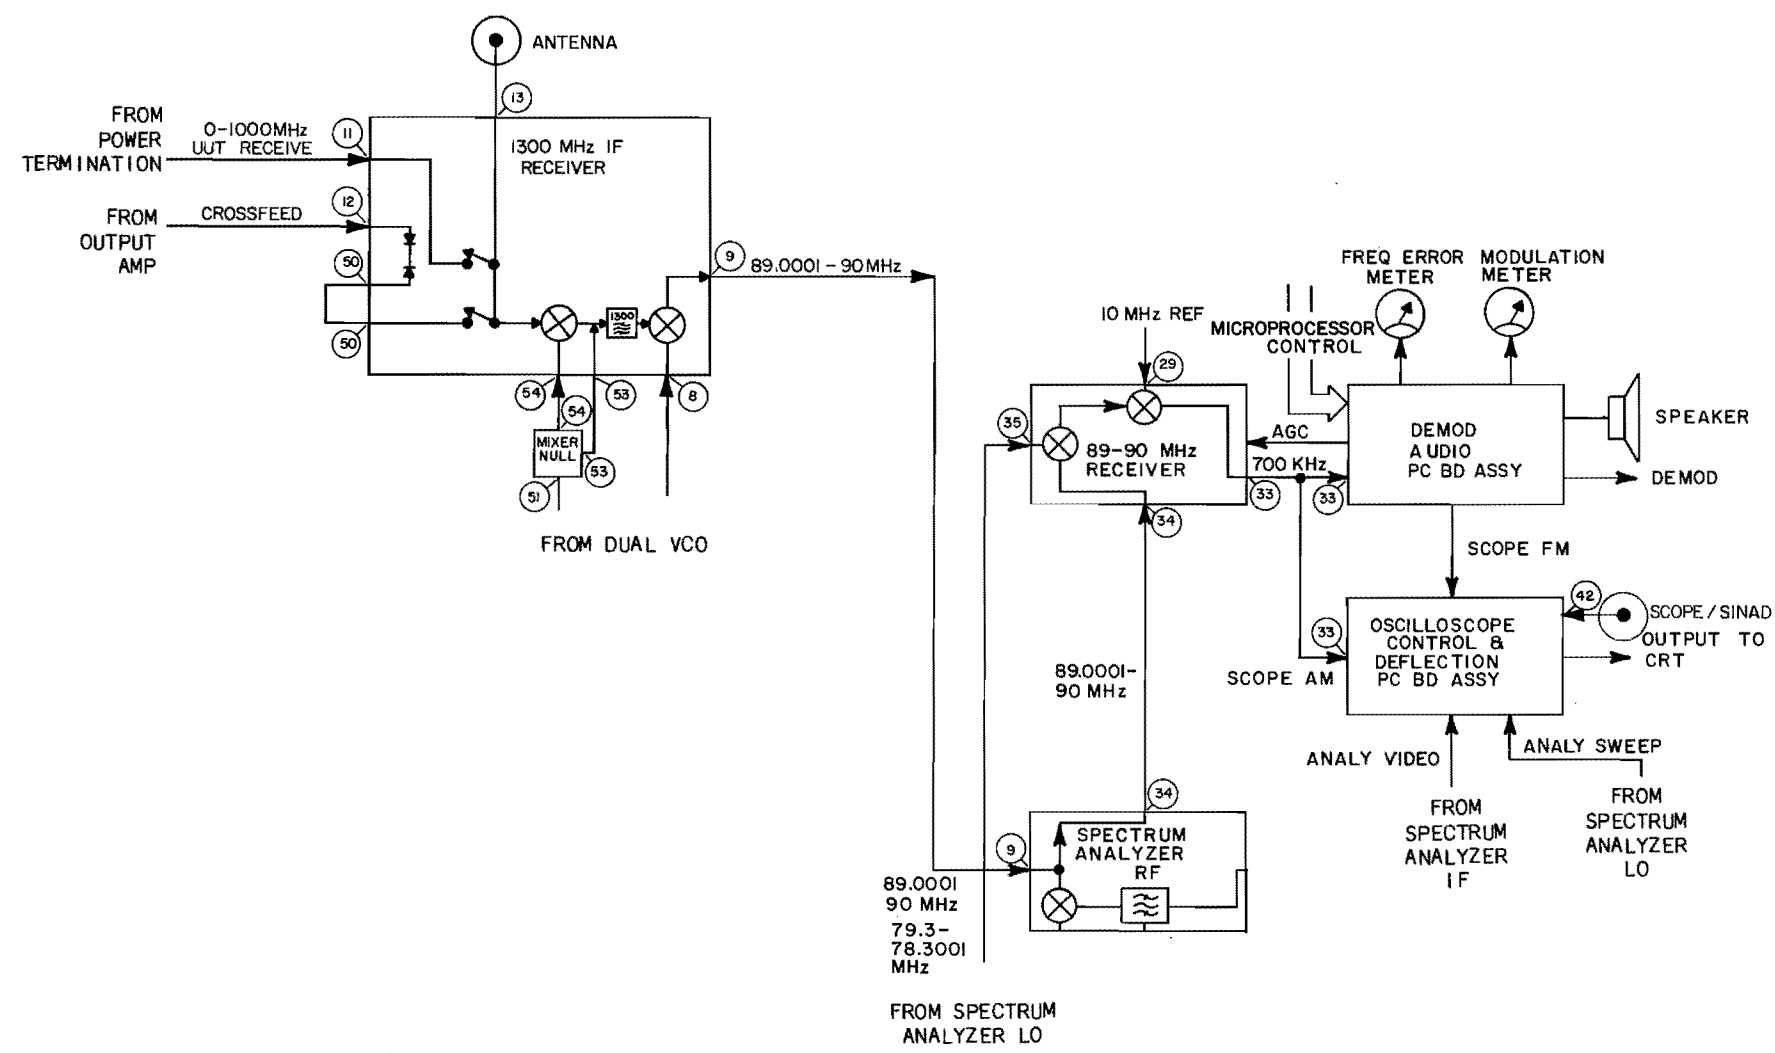 ANTENNA
13
FROM
POWER
TERMINATION
0-1000MHz
UUT RECEIVE
11
1300 MHz IF
RECEIVER
FROM
OUTPUT
AMP
CROSSFEED
12
50
50
1300
9
89.0001 - 90MHz
54
53
8
54
MIXER
NULL
53
51
FROM DUAL VCO
10 MHz REF
29
35
89-90 MHz
RECEIVER
AGC
700 KHz
33
33
34
MICROPROCESSOR
CONTROL
FREQ ERROR
METER
MODULATION
METER
DEMOD
AUDIO
PC BD ASSY
SPEAKER
DEMOD
SCOPE FM
42
SCOPE/SINAD
OUTPUT TO
CRT
33
SCOPE AM
OSCILLOSCOPE
CONTROL &
DEFLECTION
PC BD ASSY
89.0001-
90 MHz
ANALY VIDEO
ANALY SWEEP
FROM
SPECTRUM
ANALYZER
IF
FROM
SPECTRUM
ANALYZER
LO
34
9
SPECTRUM
ANALYZER
RF
89.0001
90 MHz
79.3-
78.3001
MHz
FROM SPECTRUM
ANALYZER LO